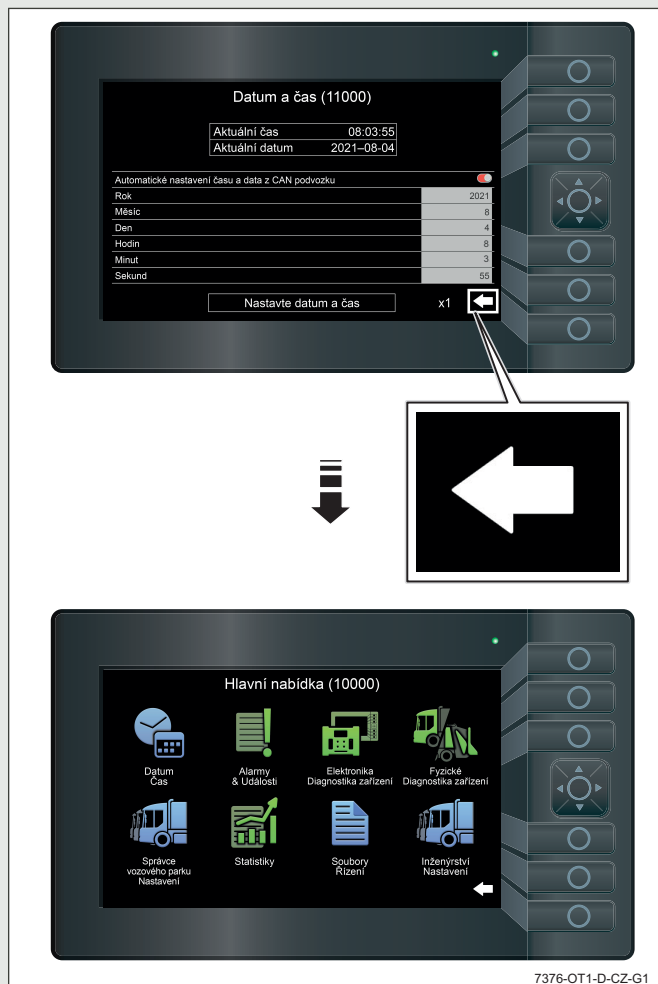 Datum a čas (11000)
Aktuální čas 08:03:55
Aktuální datum 2021–08-04
Automatické nastavení času a data z CAN podvozku
Rok 2021
Měsíc 8
Den 4
Hodin 8
Minut 3
Sekund 55
Nastavte datum a čas x1
Hlavní nabídka (10000)
Datum
Čas
Alarmy
& Události
Elektronika
Diagnostika zařízení
Fyzické
Diagnostika zařízení
Správce
vozového parku
Nastavení
Statistiky
Soubory
Řízení
Inženýrství
Nastavení
7376-OT1-D-CZ-G1